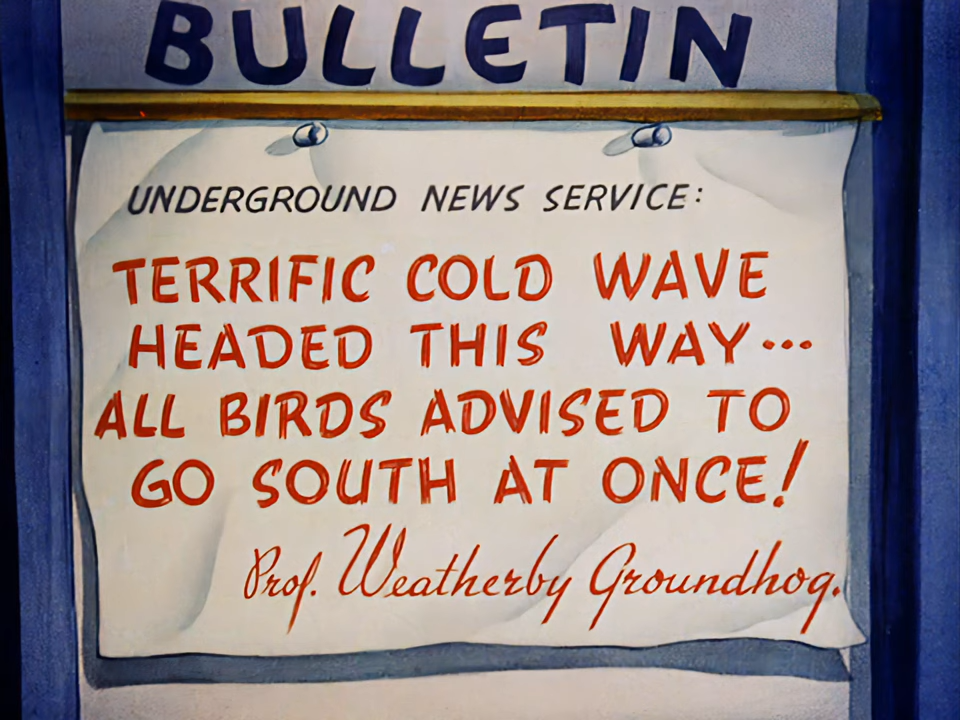 BULLETIN
UNDERGROUND NEWS SERVICE:
TERRIFIC COLD WAVE
HEADED THIS WAY...
ALL BIRDS ADVISED TO
GO SOUTH AT ONCE!
Prof. Weatherby Groundhog.